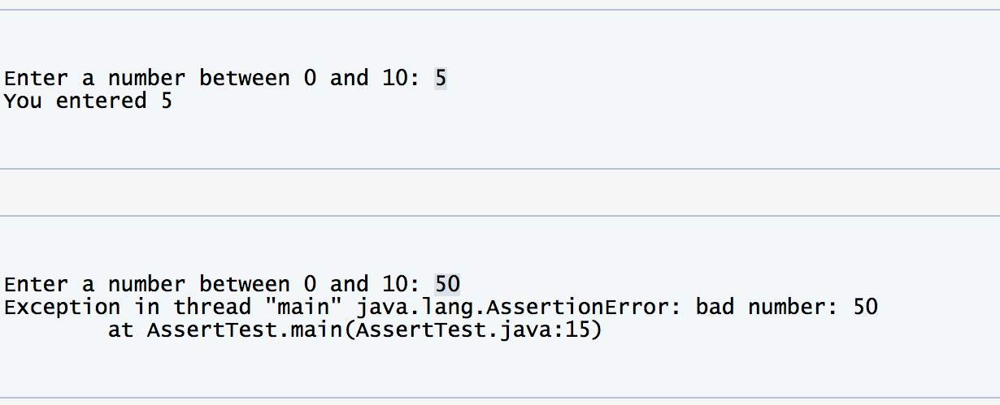 Enter a number between 0 and 10: 5
You entered 5
Enter a number between 0 and 10: 50
Exception in thread "main" java.lang.AssertionError: bad number: 50
at AssertTest.main(AssertTest.java:15)